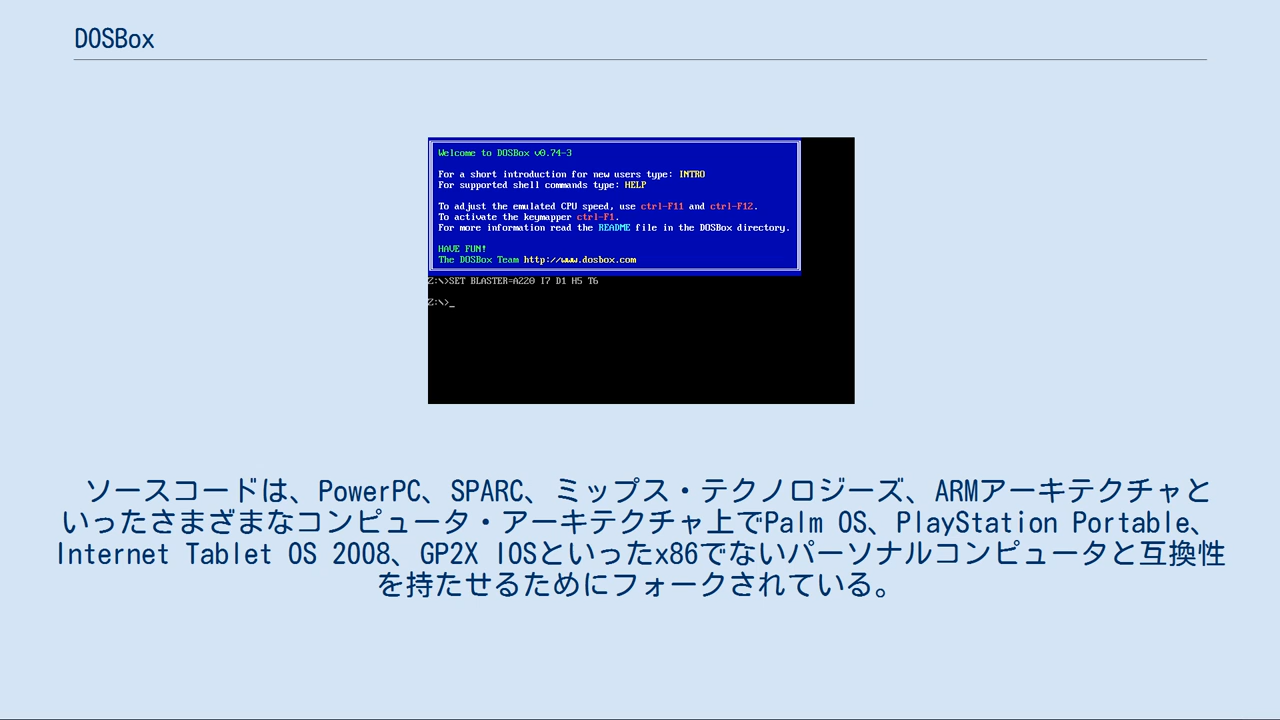 DOSBox
Welcome to DOSBox v0.74-3
For a short introduction for new users type: INTRO
For supported shell commands type: HELP
To adjust the emulated CPU speed, use ctrl-F11 and ctrl-F12.
To activate the keymapper ctrl-F1.
For more information read the README file in the DOSBox directory.
HAVE FUN!
The DOSBox Team http://www.dosbox.com
Z:\>SET BLASTER=A220 I7 D1 H5 T6
Z:\>_
ソースコードは、PowerPC、SPARC、ミップス・テクノロジーズ、ARMアーキテクチャと
いったさまざまなコンピュータ・アーキテクチャ上でPalm OS、PlayStation Portable、
Internet Tablet OS 2008、GP2X IOSといったx86でないパーソナルコンピュータと互換性
を持たせるためにフォークされている。